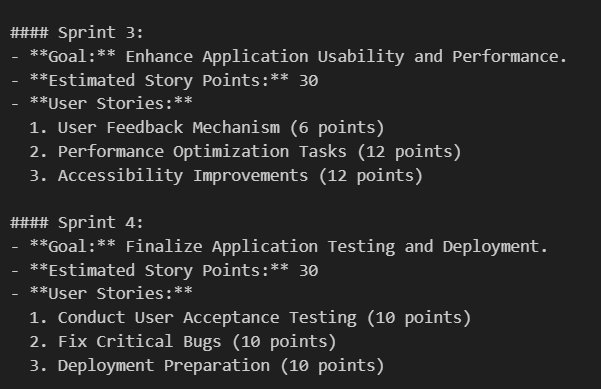 #### Sprint 3:
- **Goal:** Enhance Application Usability and Performance.
- **Estimated Story Points:** 30
- **User Stories:**
  1. User Feedback Mechanism (6 points)
  2. Performance Optimization Tasks (12 points)
  3. Accessibility Improvements (12 points)

#### Sprint 4:
- **Goal:** Finalize Application Testing and Deployment.
- **Estimated Story Points:** 30
- **User Stories:**
  1. Conduct User Acceptance Testing (10 points)
  2. Fix Critical Bugs (10 points)
  3. Deployment Preparation (10 points)